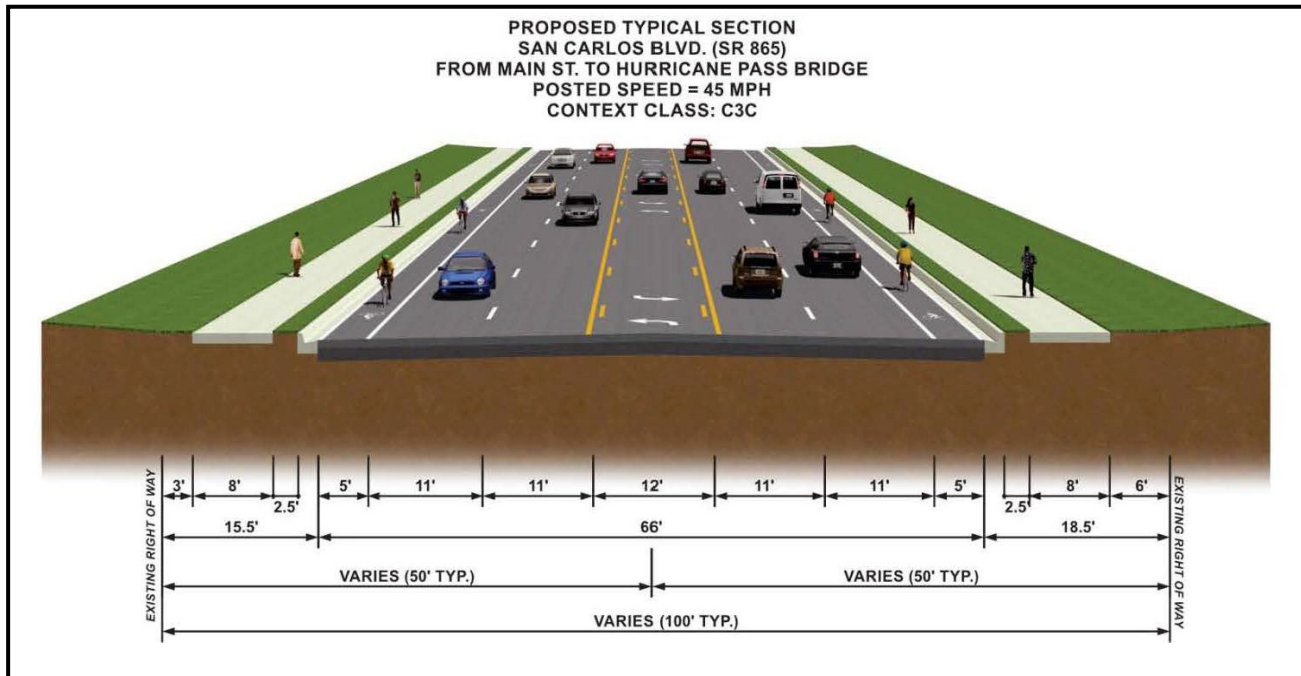 PROPOSED TYPICAL SECTION
SAN CARLOS BLVD. (SR 865)
FROM MAIN ST. TO HURRICANE PASS BRIDGE
POSTED SPEED = 45 MPH
CONTEXT CLASS: C3C
EXISTING RIGHT OF WAY
3' 8' 2.5' 5' 11' 11' 12' 11' 11' 5' 2.5' 8' 6'
15.5' 66' 18.5'
VARIES (50' TYP.) VARIES (50' TYP.)
VARIES (100' TYP.)
EXISTING RIGHT OF WAY